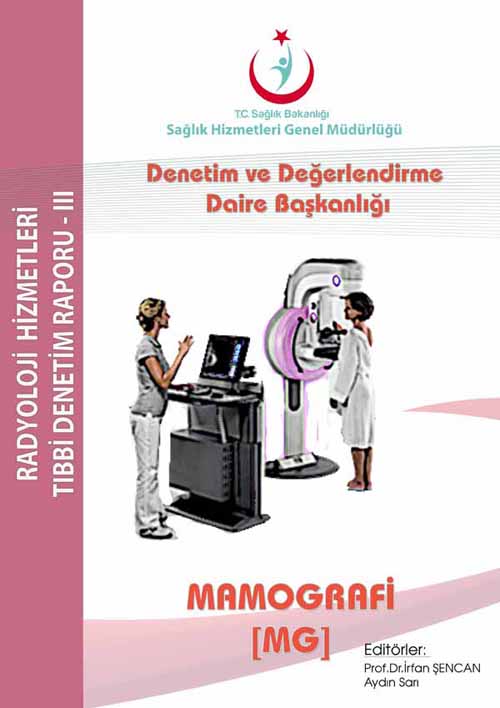 T.C. Sağlık Bakanlığı
Sağlık Hizmetleri Genel Müdürlüğü
Denetim ve Değerlendirme
Daire Başkanlığı
RADYOLOJİ HİZMETLERİ
TIBBİ DENETİM RAPORU - III
MAMOGRAFİ
[MG]
Editörler:
Prof.Dr.İrfan ŞENCAN
Aydın Sarı